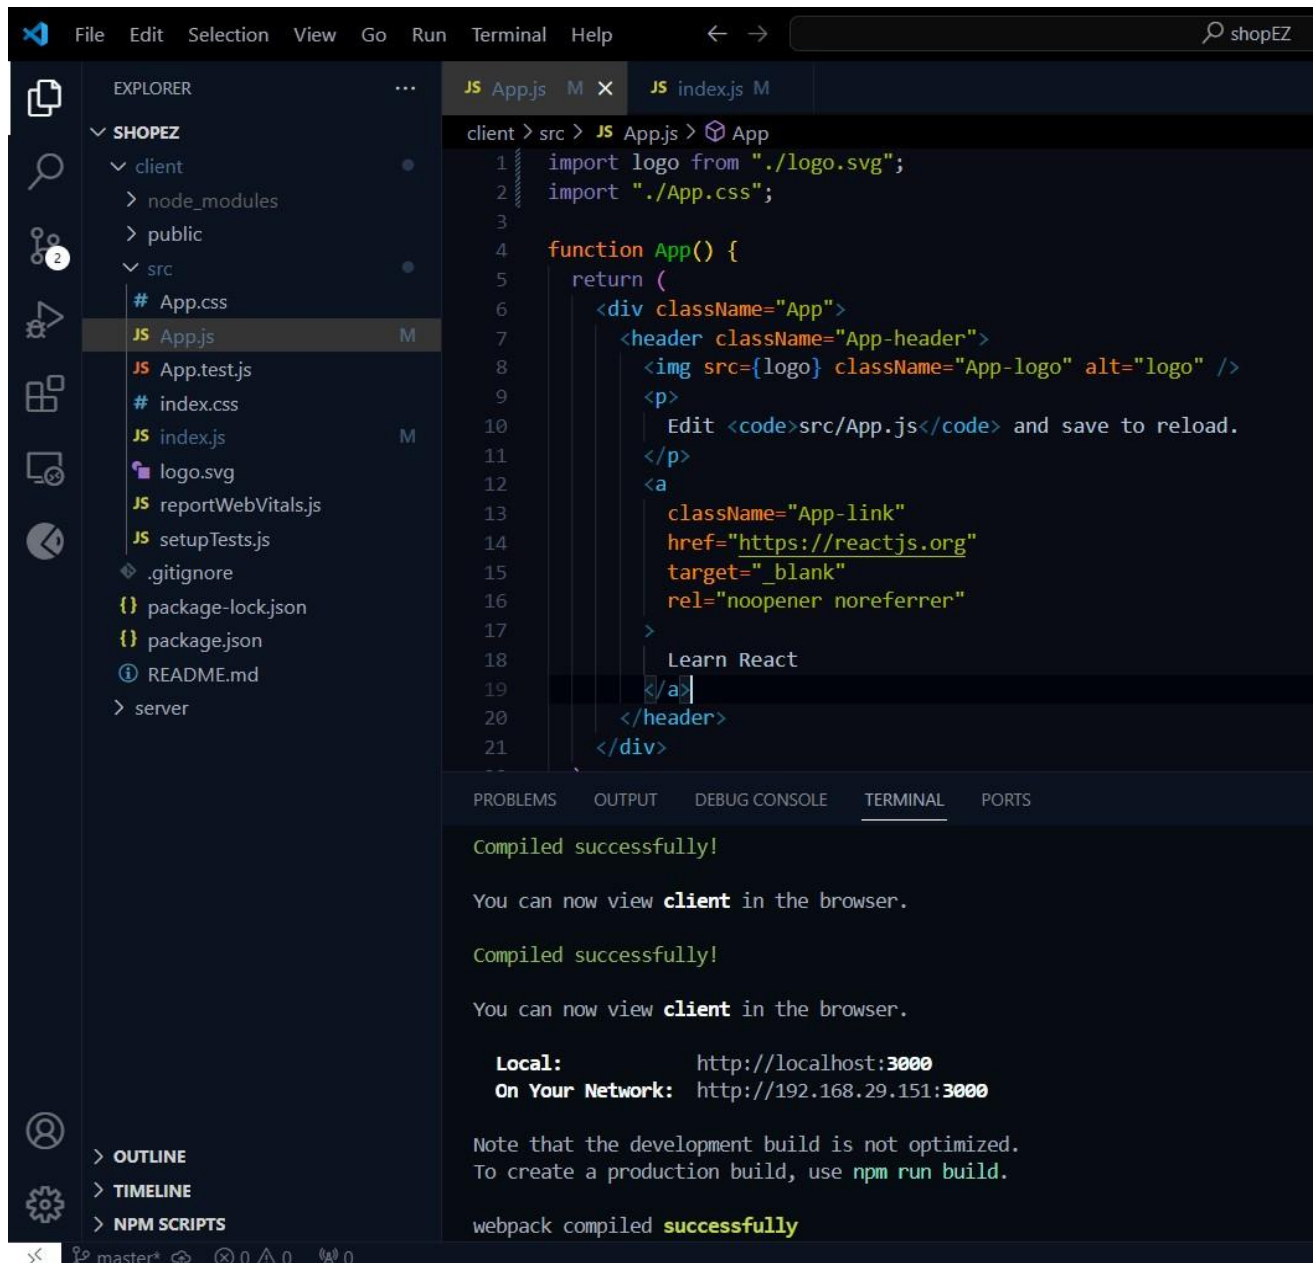 File Edit Selection View Go Run Terminal Help
shopEZ
EXPLORER
SHOPEZ
client
node_modules
public
src
# App.css
JS App.js M
JS App.test.js
# index.css
JS index.js M
logo.svg
JS reportWebVitals.js
JS setupTests.js
.gitignore
{} package-lock.json
{} package.json
README.md
server
OUTLINE
TIMELINE
NPM SCRIPTS
2
JS App.js M
JS index.js M
client > src > JS App.js > App
1 import logo from "./logo.svg";
2 import "./App.css";
3
4 function App() {
5 return (
6 <div className="App">
7 <header className="App-header">
8 <img src={logo} className="App-logo" alt="logo" />
9 <p>
10 Edit <code>src/App.js</code> and save to reload.
11 </p>
12 <a
13 className="App-link"
14 href="https://reactjs.org"
15 target="_blank"
16 rel="noopener noreferrer"
17 >
18 Learn React
19 </a>
20 </header>
21 </div>
PROBLEMS OUTPUT DEBUG CONSOLE TERMINAL PORTS
Compiled successfully!
You can now view client in the browser.
Compiled successfully!
You can now view client in the browser.
Local: http://localhost:3000
On Your Network: http://192.168.29.151:3000
Note that the development build is not optimized.
To create a production build, use npm run build.
webpack compiled successfully
master* 0 0 0